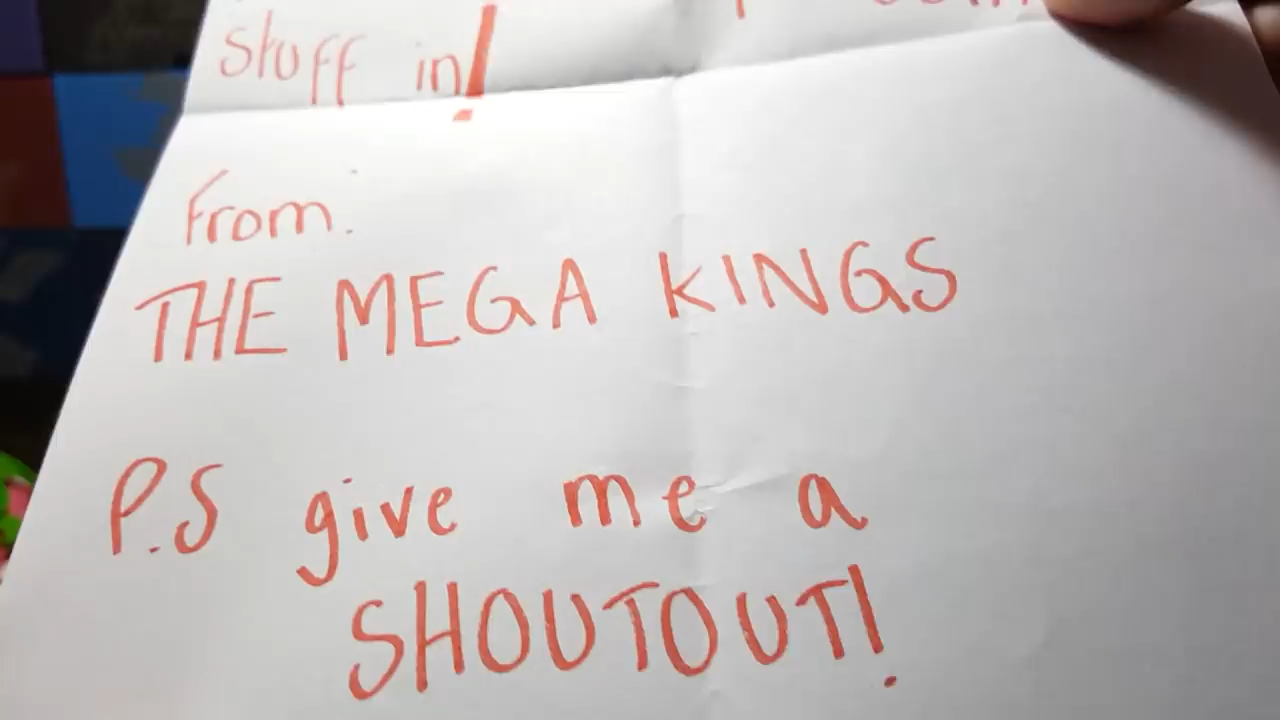 stuff in!
From:
THE MEGA KINGS
P.S give me a
SHOUTOUT!